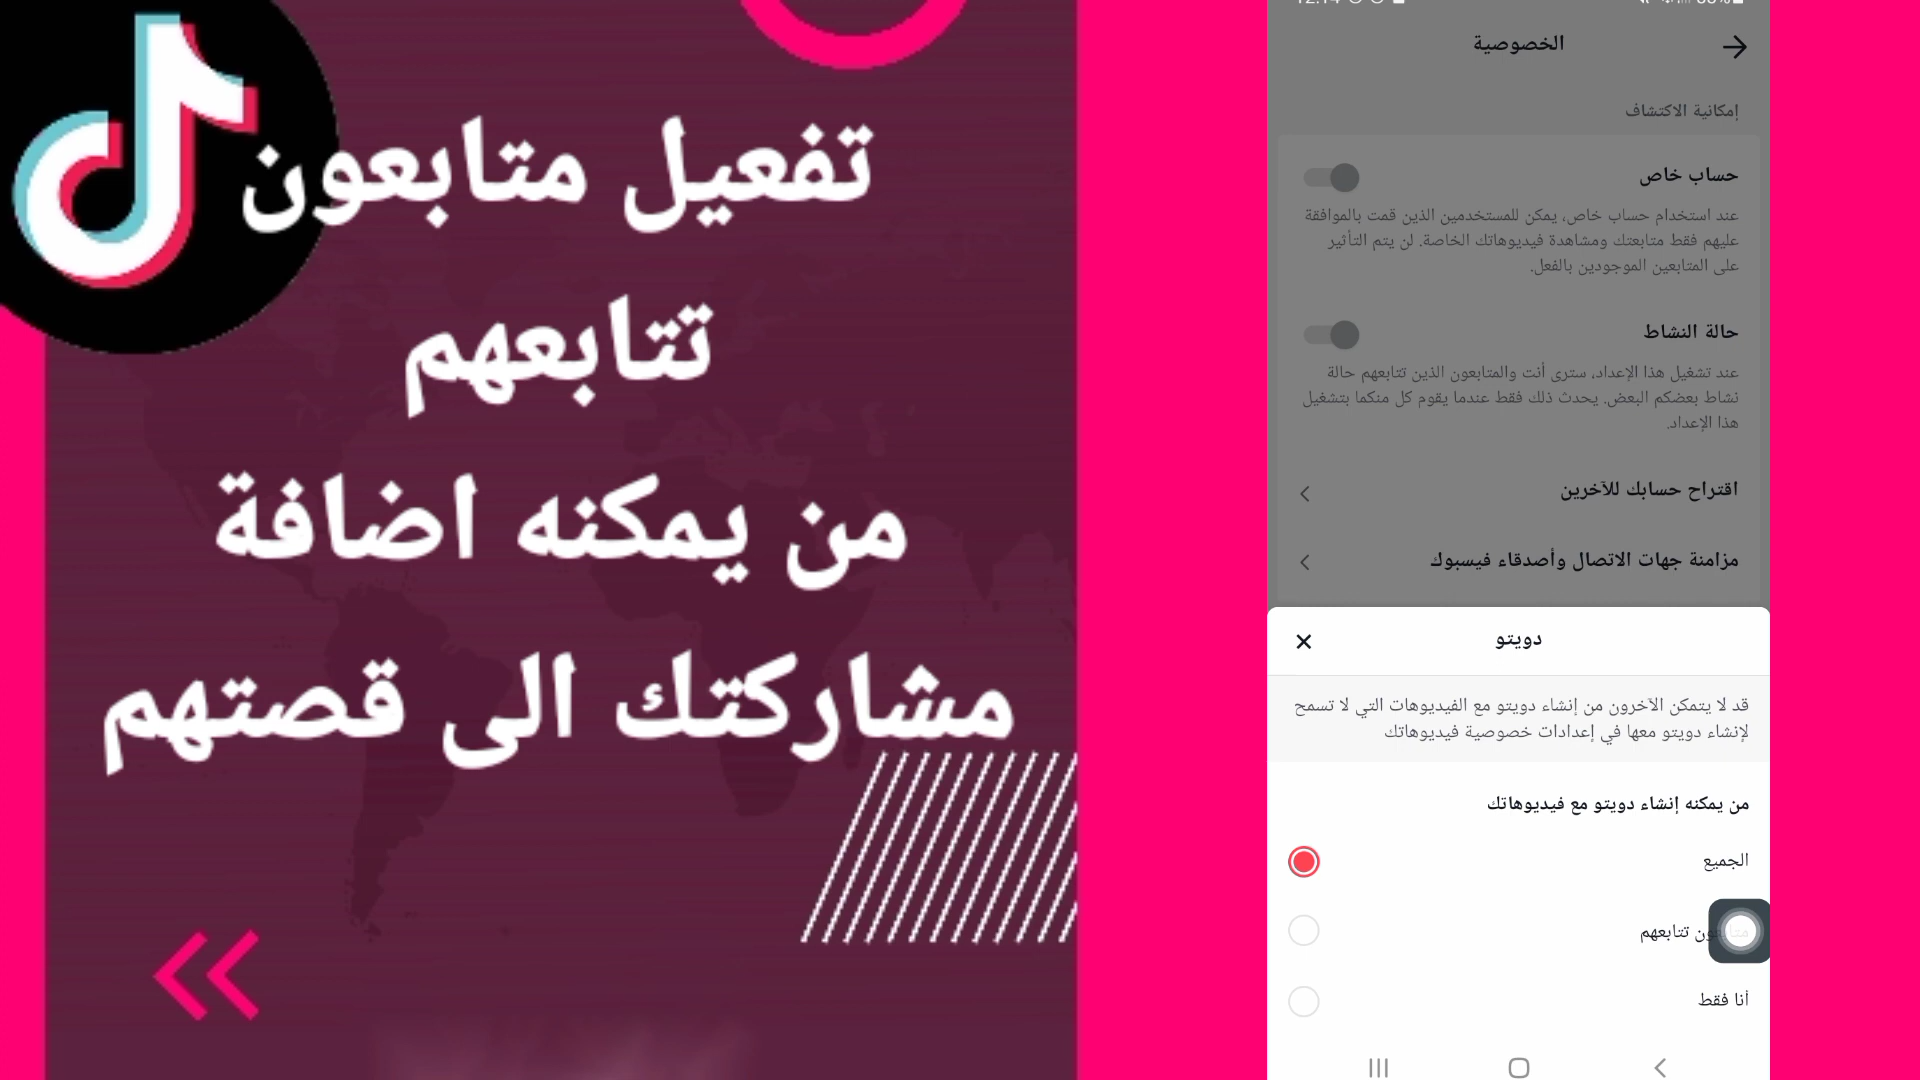 تفعيل متابعون
تتابعهم
من يمكنه اضافة
مشاركتك الى قصتهم
الخصوصية
إمكانية الاكتشاف
حساب خاص
عند استخدام حساب خاص، يمكن للمستخدمين الذين قمت بالموافقة
عليهم فقط متابعتك ومشاهدة فيديوهاتك الخاصة. لن يتم التأثير
على المتابعين الموجودين بالفعل.
حالة النشاط
عند تشغيل هذا الإعداد، سترى أنت والمتابعون الذين تتابعهم حالة
نشاط بعضكم البعض. يحدث ذلك فقط عندما يقوم كل منكما بتشغيل
هذا الإعداد.
اقتراح حسابك للآخرين
مزامنة جهات الاتصال وأصدقاء فيسبوك
دويتو
قد لا يتمكن الآخرون من إنشاء دويتو مع الفيديوهات التي لا تسمح
لإنشاء دويتو معها في إعدادات خصوصية فيديوهاتك
من يمكنه إنشاء دويتو مع فيديوهاتك
الجميع
متابعون تتابعهم
أنا فقط